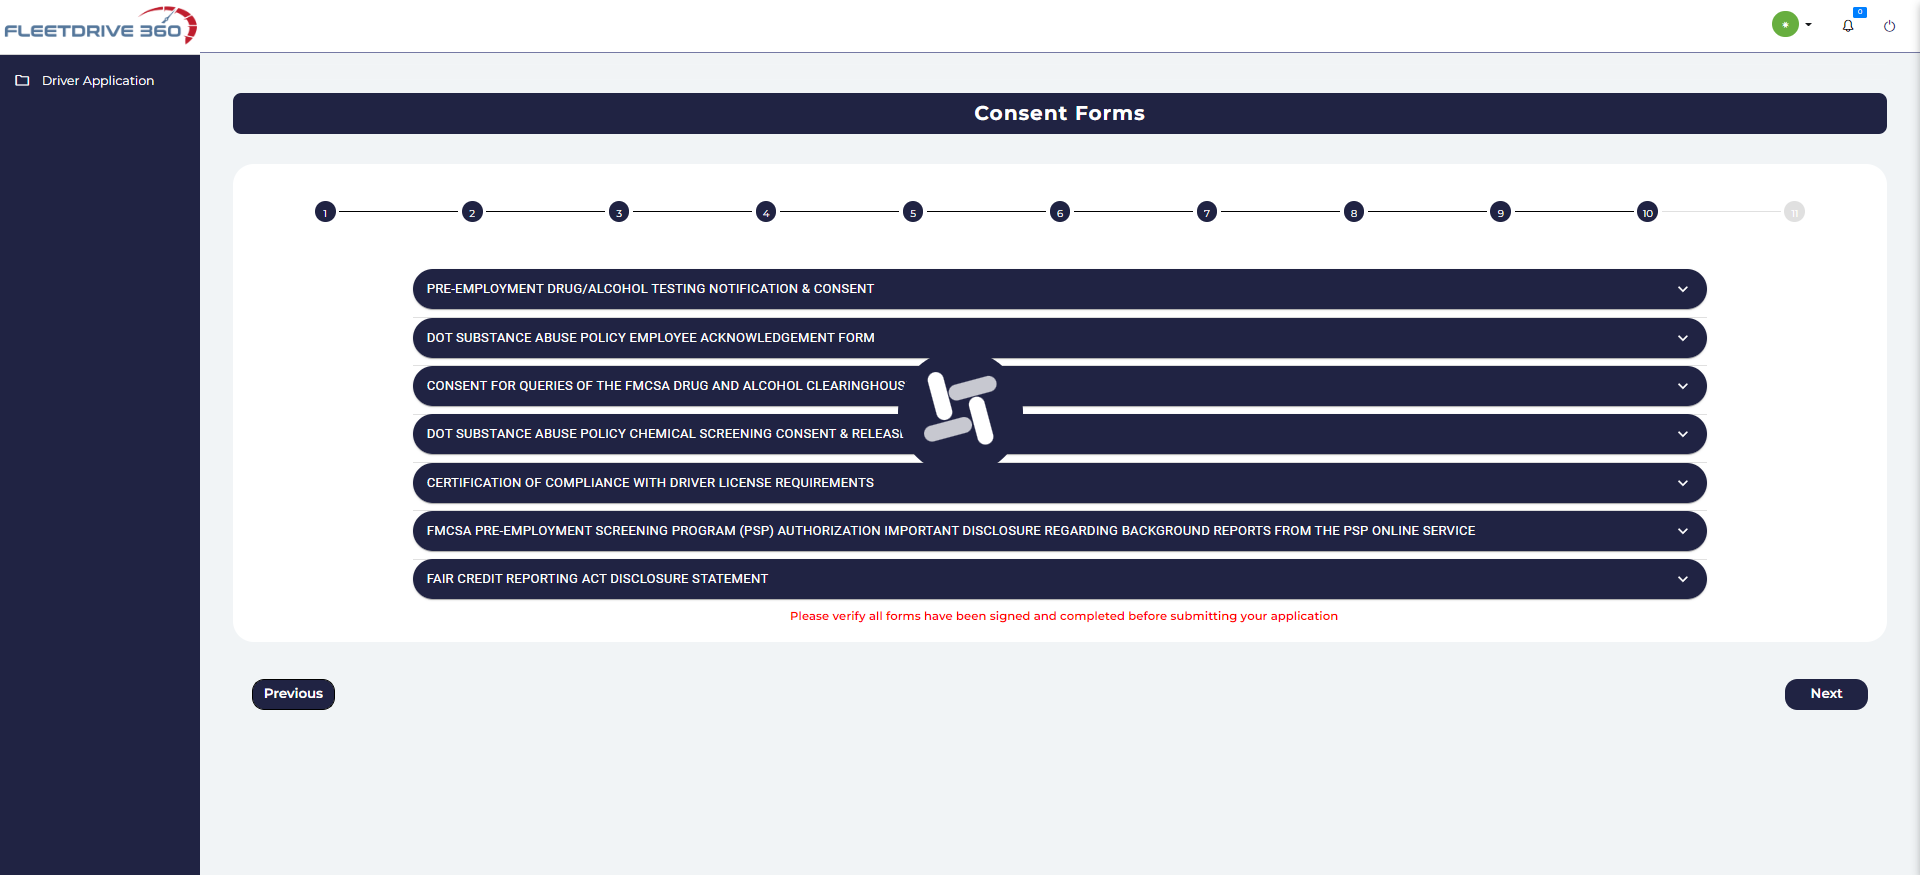 FLEETDRIVE 360
0
Driver Application
Consent Forms
1 2 3 4 5 6 7 8 9 10 11
PRE-EMPLOYMENT DRUG/ALCOHOL TESTING NOTIFICATION & CONSENT
DOT SUBSTANCE ABUSE POLICY EMPLOYEE ACKNOWLEDGEMENT FORM
CONSENT FOR QUERIES OF THE FMCSA DRUG AND ALCOHOL CLEARINGHOUS
DOT SUBSTANCE ABUSE POLICY CHEMICAL SCREENING CONSENT & RELEAS
CERTIFICATION OF COMPLIANCE WITH DRIVER LICENSE REQUIREMENTS
FMCSA PRE-EMPLOYMENT SCREENING PROGRAM (PSP) AUTHORIZATION IMPORTANT DISCLOSURE REGARDING BACKGROUND REPORTS FROM THE PSP ONLINE SERVICE
FAIR CREDIT REPORTING ACT DISCLOSURE STATEMENT
Please verify all forms have been signed and completed before submitting your application
Previous
Next